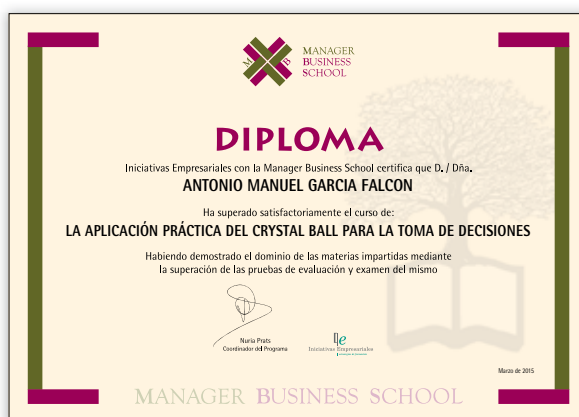 M B
MANAGER
BUSINESS
SCHOOL
DIPLOMA
Iniciativas Empresariales con la Manager Business School certifica que D. / Dña.
ANTONIO MANUEL GARCIA FALCON
Ha superado satisfactoriamente el curso de:
LA APLICACIÓN PRÁCTICA DEL CRYSTAL BALL PARA LA TOMA DE DECISIONES
Habiendo demostrado el dominio de las materias impartidas mediante
la superación de las pruebas de evaluación y examen del mismo
Nuria Prats
Coordinador del Programa
Ie
Iniciativas Empresariales
Marzo de 2015
MANAGER BUSINESS SCHOOL